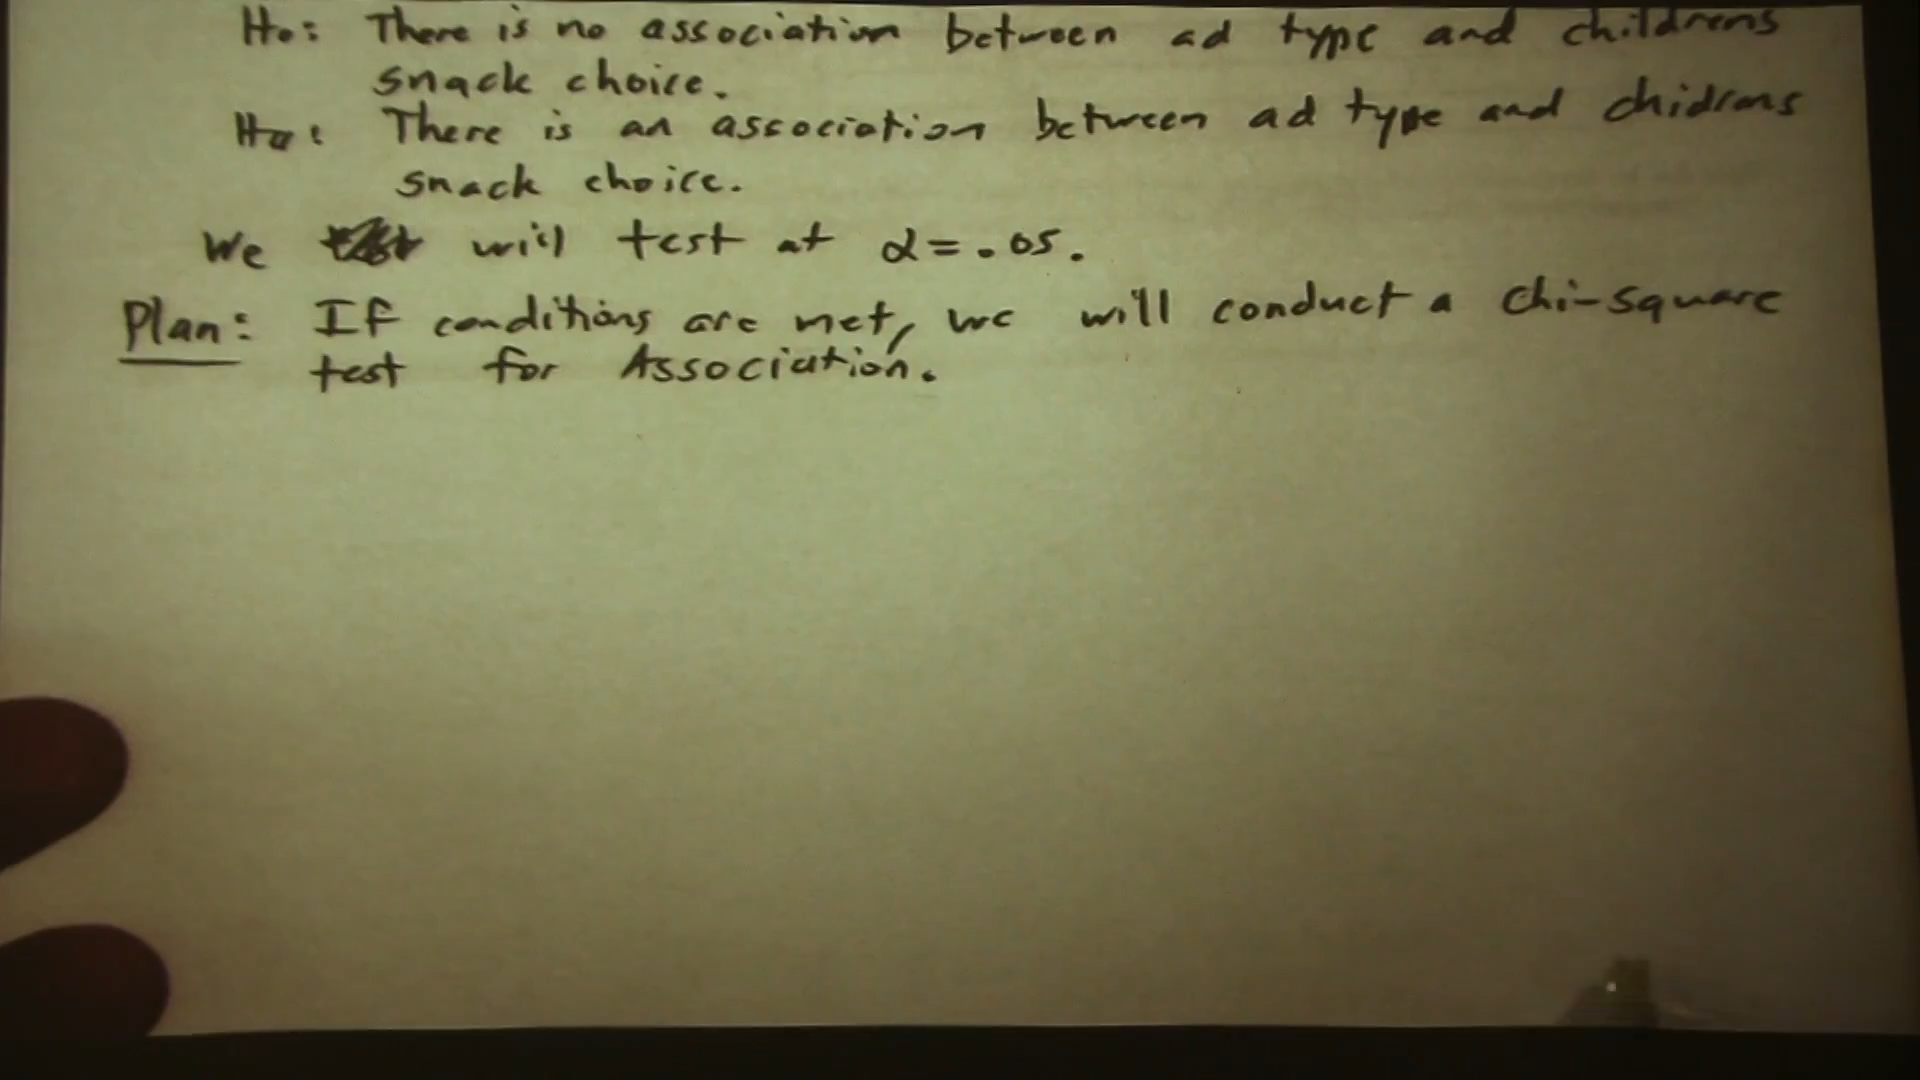 Ho: There is no association between ad type and childrens
snack choice.
Ha: There is an association between ad type and chidrens
snack choice.
We will test at α = .05.
Plan: If conditions are met, we will conduct a Chi-square
test for Association.